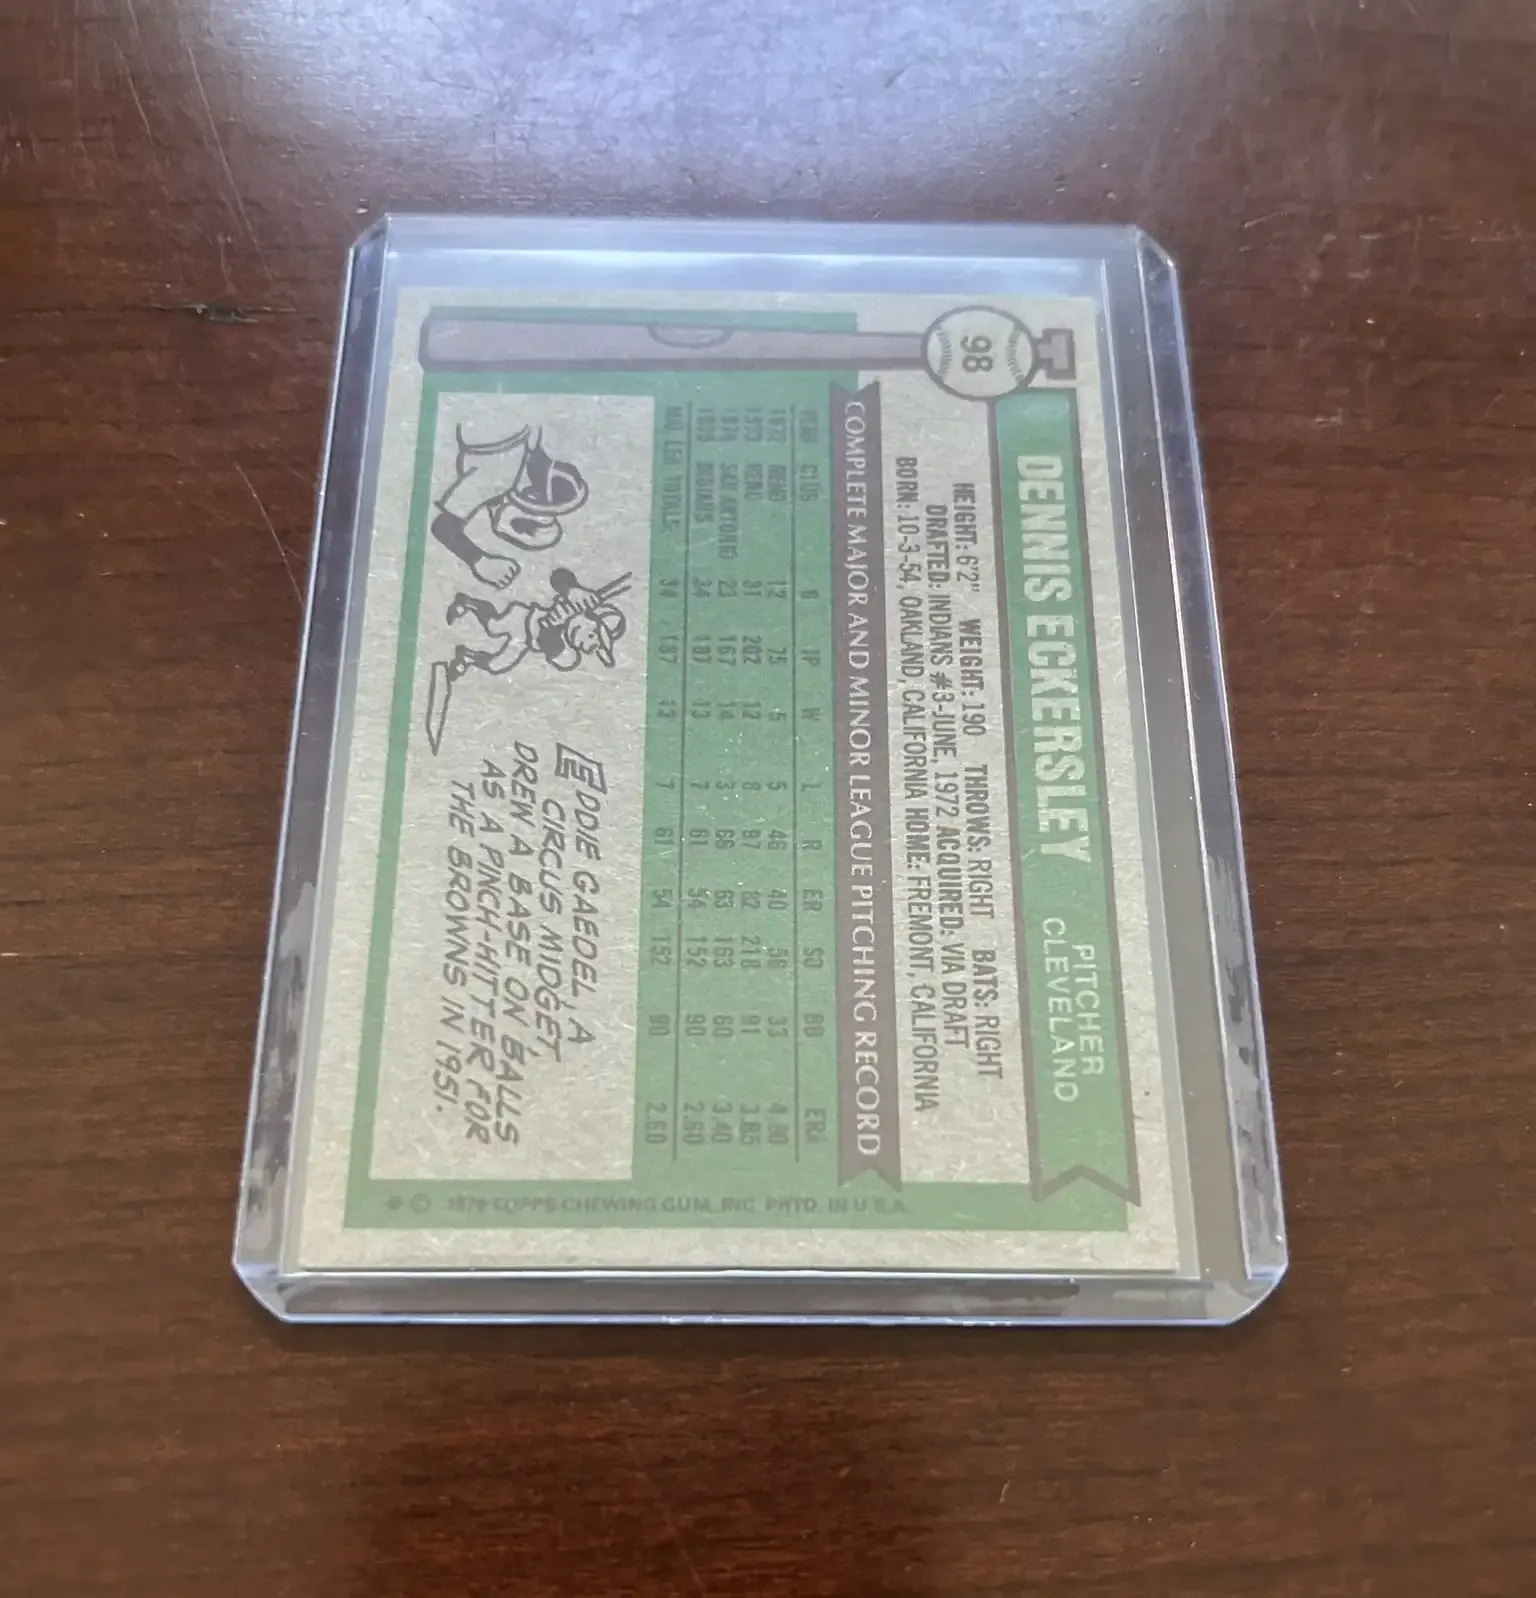 98
DENNIS ECKERSLEY
PITCHER
CLEVELAND
HEIGHT: 6'2" WEIGHT: 190 THROWS: RIGHT BATS: RIGHT
DRAFTED: INDIANS #3-JUNE, 1972 ACQUIRED: VIA DRAFT
BORN: 10-3-54, OAKLAND, CALIFORNIA HOME: FREMONT, CALIFORNIA
COMPLETE MAJOR AND MINOR LEAGUE PITCHING RECORD
YEAR CLUB G IP W L R ER SO BB ERA
1972 RENO 12 75 5 5 46 40 56 33 4.80
1973 RENO 31 202 12 8 97 82 218 91 3.65
1974 SAN ANTONIO 23 167 14 3 66 63 163 60 3.40
1975 INDIANS 34 187 13 7 61 54 152 90 2.60
MAJ. LEA. TOTALS 34 187 13 7 61 54 152 90 2.60
EDDIE GAEDEL, A
CIRCUS MIDGET,
DREW A BASE ON BALLS
AS A PINCH-HITTER FOR
THE BROWNS IN 1951.
* © 1976 TOPPS CHEWING GUM, INC. PRTD. IN U.S.A.